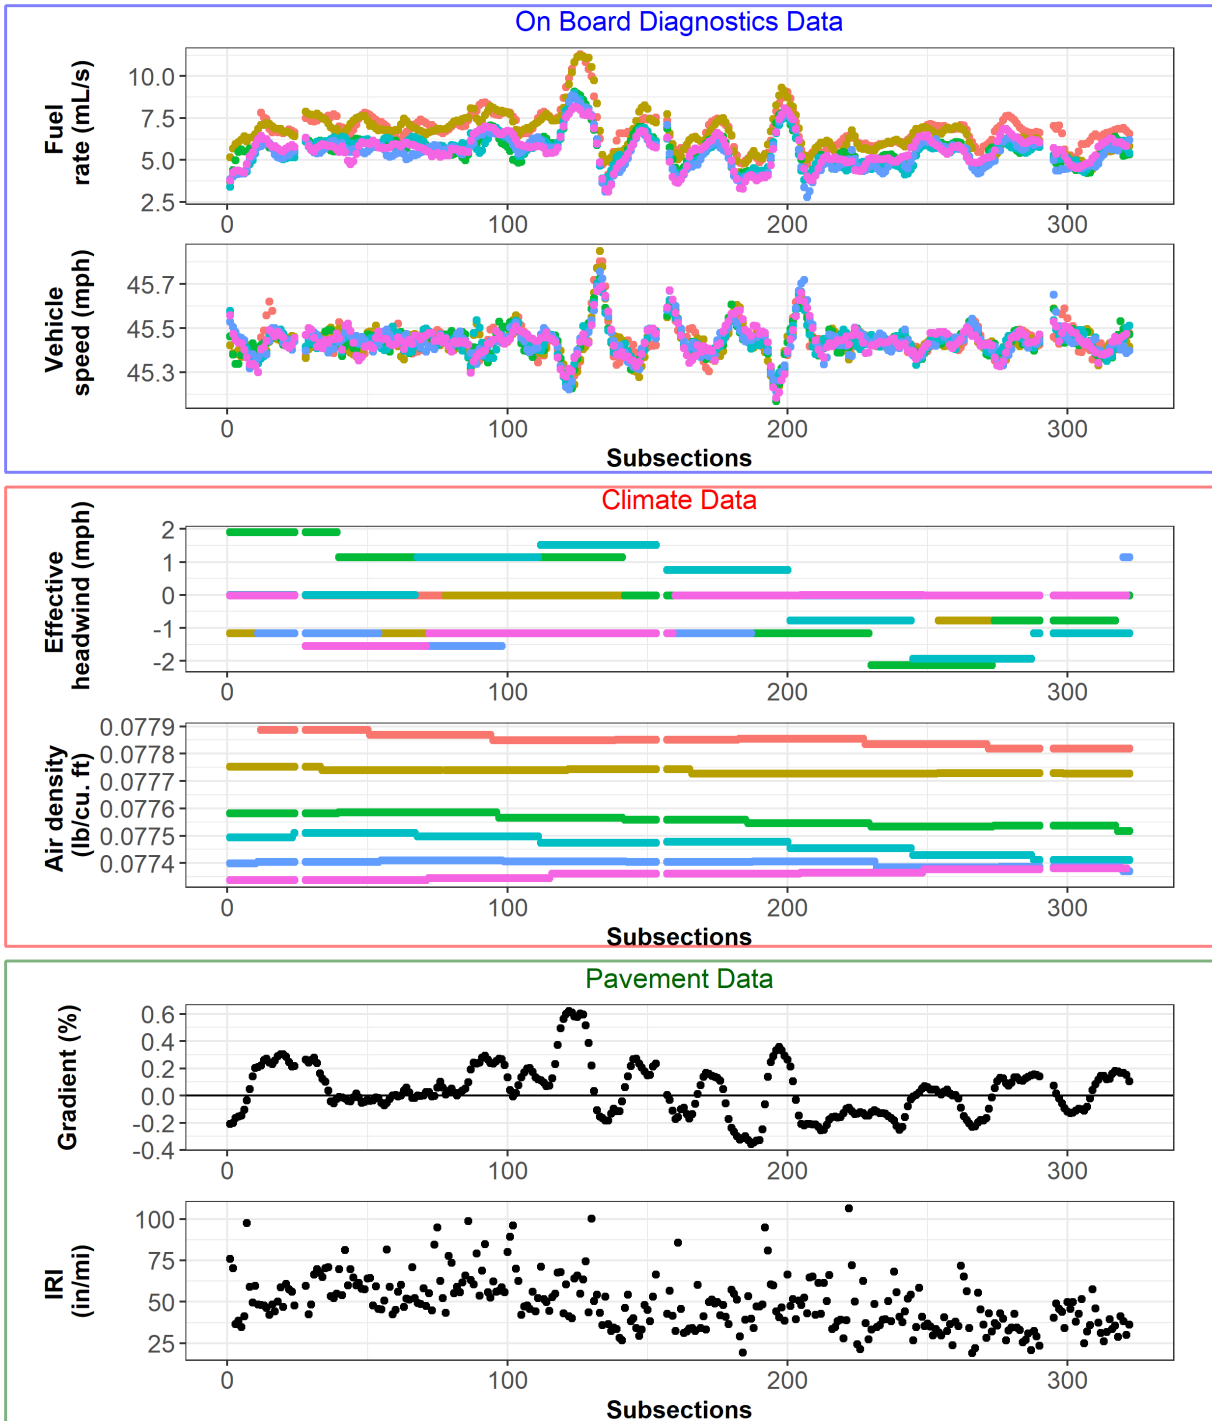 On Board Diagnostics Data
Fuel
rate (mL/s)
10.0
7.5
5.0
2.5
0 100 200 300
Vehicle
speed (mph)
45.7
45.5
45.3
0 100 200 300
Subsections
Climate Data
Effective
headwind (mph)
2
1
0
-1
-2
0 100 200 300
Air density
(lb/cu. ft)
0.0779
0.0778
0.0777
0.0776
0.0775
0.0774
0 100 200 300
Subsections
Pavement Data
Gradient (%)
0.6
0.4
0.2
0.0
-0.2
-0.4
0 100 200 300
IRI
(in/mi)
100
75
50
25
0 100 200 300
Subsections